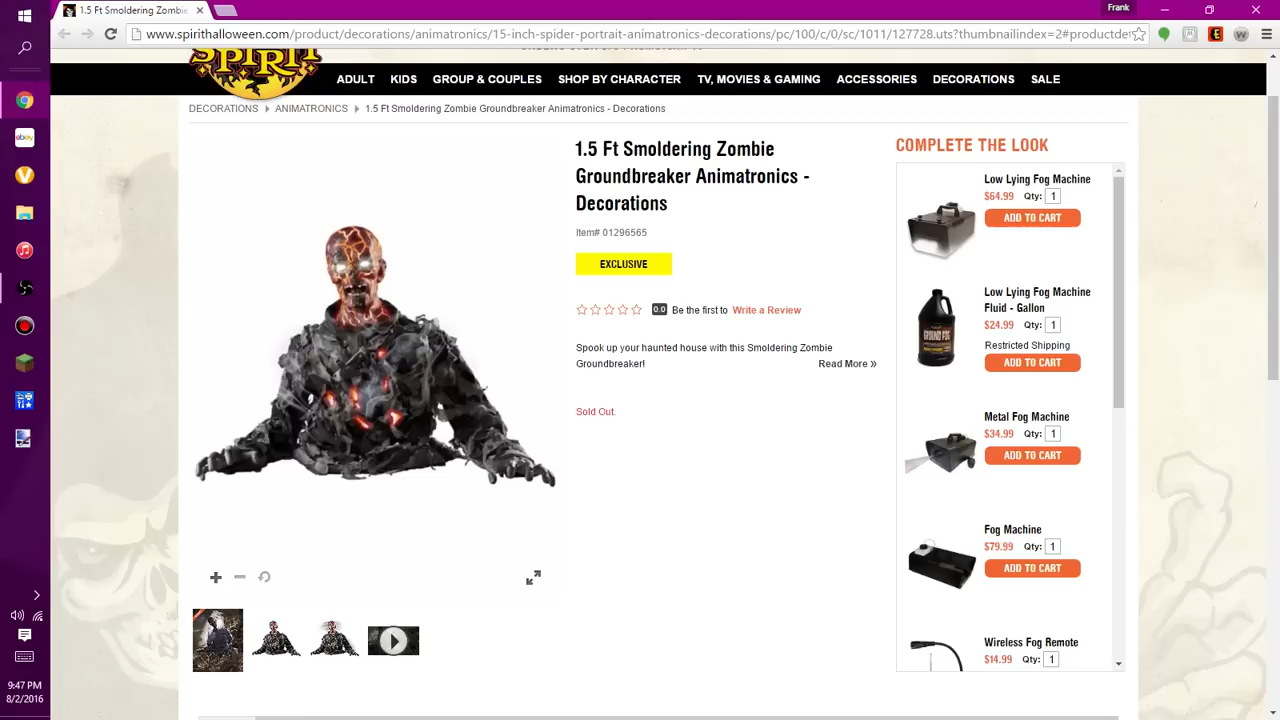 1.5 Ft Smoldering Zombie
Frank
www.spirithalloween.com/product/decorations/animatronics/15-inch-spider-portrait-animatronics-decorations/pc/100/c/0/sc/1011/127728.uts?thumbnailindex=2#productde
SPIRIT
ADULT KIDS GROUP & COUPLES SHOP BY CHARACTER TV, MOVIES & GAMING ACCESSORIES DECORATIONS SALE
DECORATIONS ANIMATRONICS 1.5 Ft Smoldering Zombie Groundbreaker Animatronics - Decorations
1.5 Ft Smoldering Zombie
Groundbreaker Animatronics -
Decorations
Item# 01296565
EXCLUSIVE
0.0 Be the first to Write a Review
Spook up your haunted house with this Smoldering Zombie
Groundbreaker! Read More »
Sold Out.
COMPLETE THE LOOK
Low Lying Fog Machine
$64.99 Qty: 1
ADD TO CART
Low Lying Fog Machine
Fluid - Gallon
$24.99 Qty: 1
Restricted Shipping
ADD TO CART
GROUND FOG
Metal Fog Machine
$34.99 Qty: 1
ADD TO CART
Fog Machine
$79.99 Qty: 1
ADD TO CART
Wireless Fog Remote
$14.99 Qty: 1
ebay
9:47 PM
8/2/2016